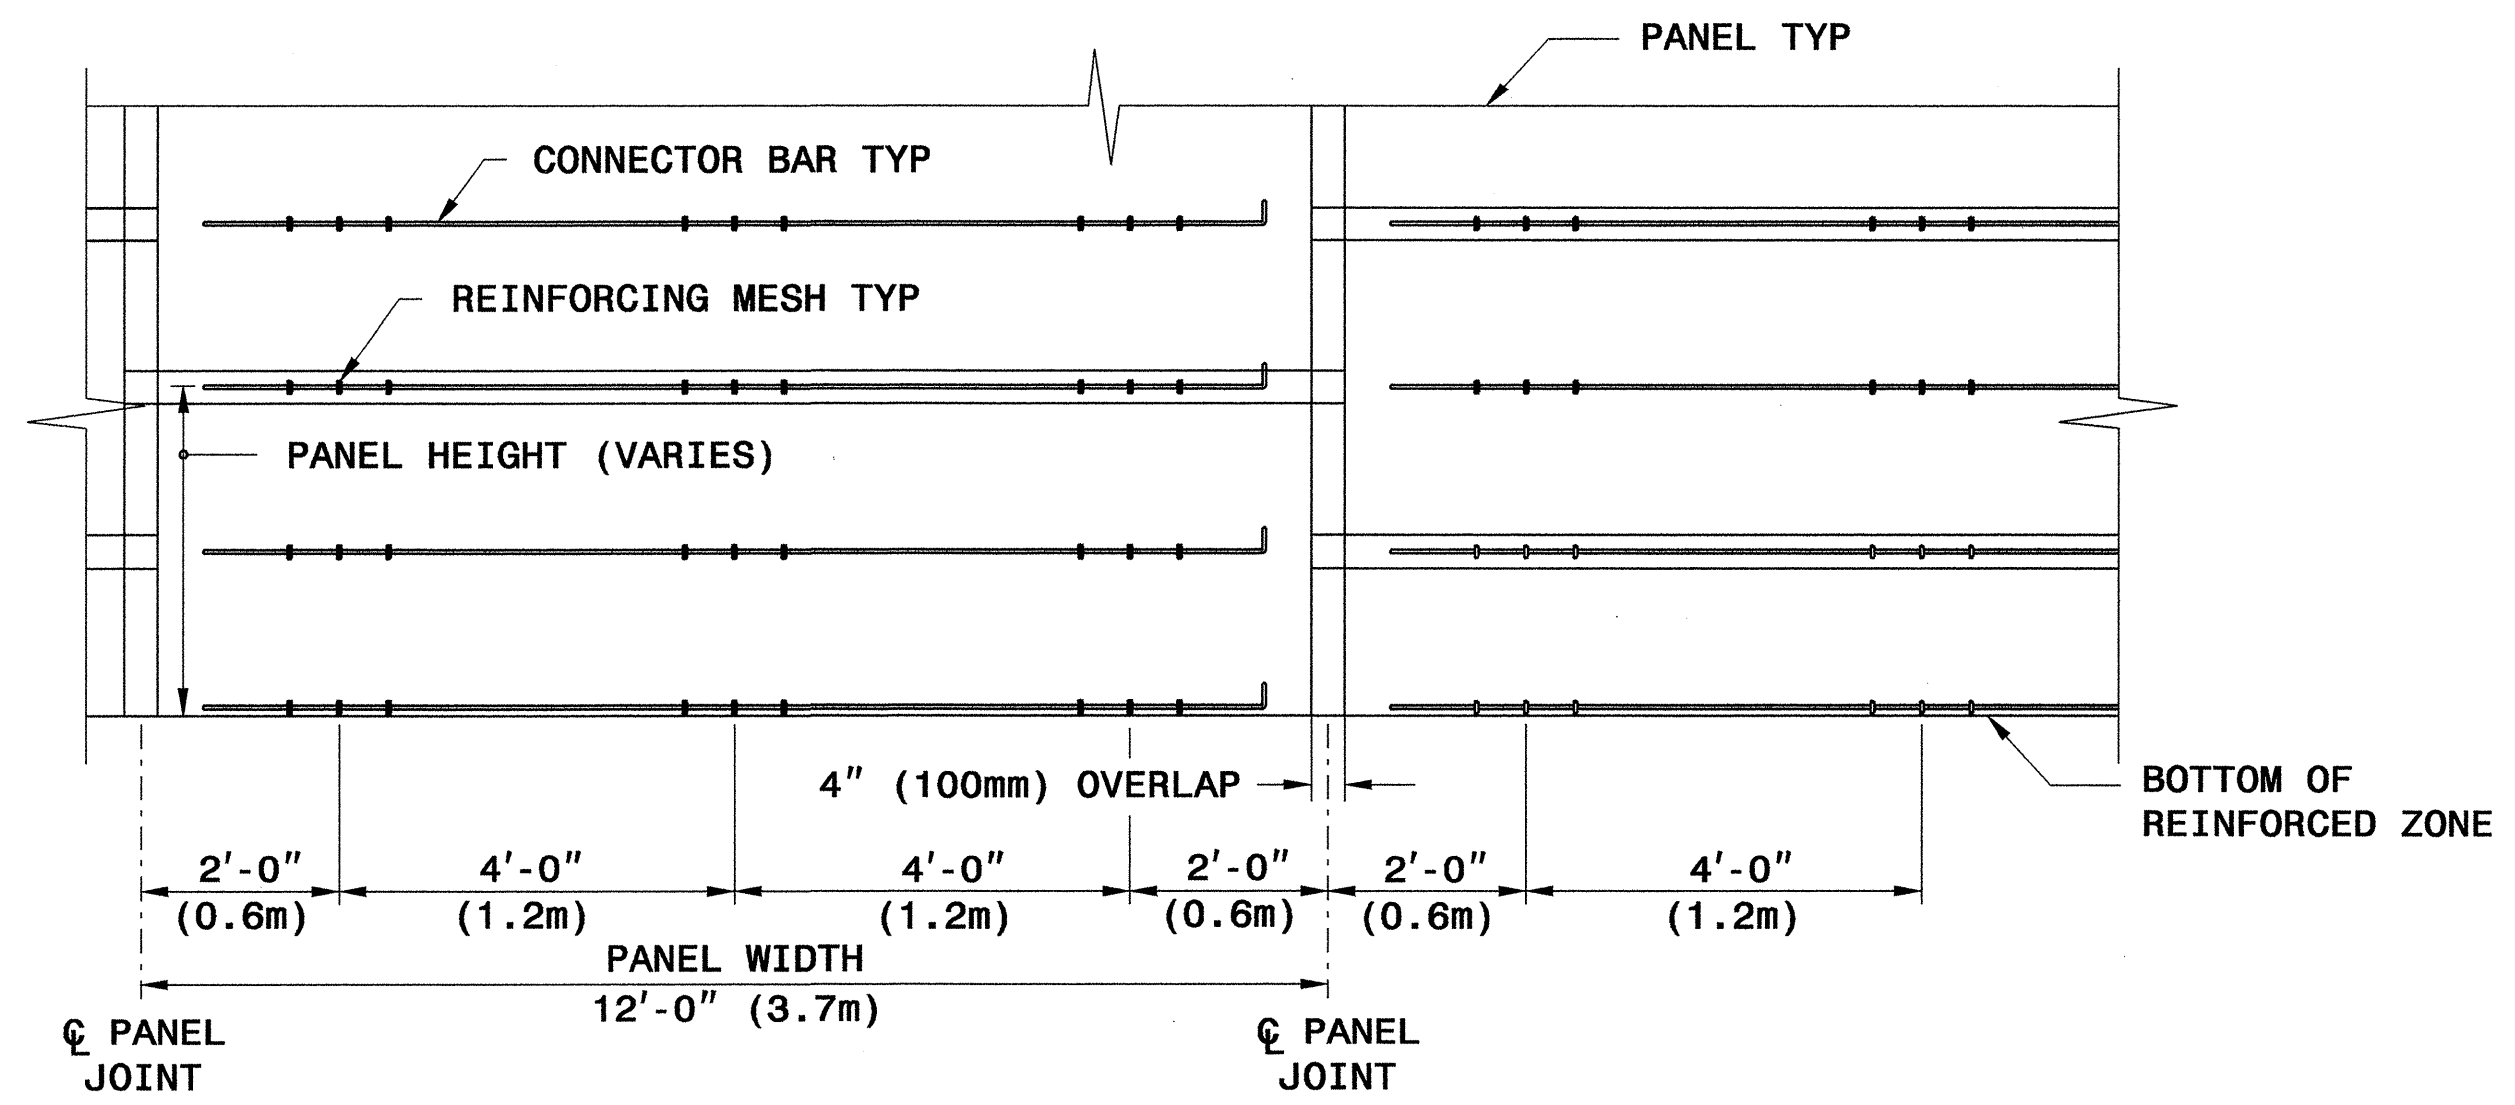 PANEL TYP
CONNECTOR BAR TYP
REINFORCING MESH TYP
PANEL HEIGHT (VARIES)
4" (100mm) OVERLAP
BOTTOM OF
REINFORCED ZONE
2'-0" 4'-0" 4'-0" 2'-0" 2'-0" 4'-0"
(0.6m) (1.2m) (1.2m) (0.6m) (0.6m) (1.2m)
PANEL WIDTH
12'-0" (3.7m)
℄ PANEL
JOINT
℄ PANEL
JOINT